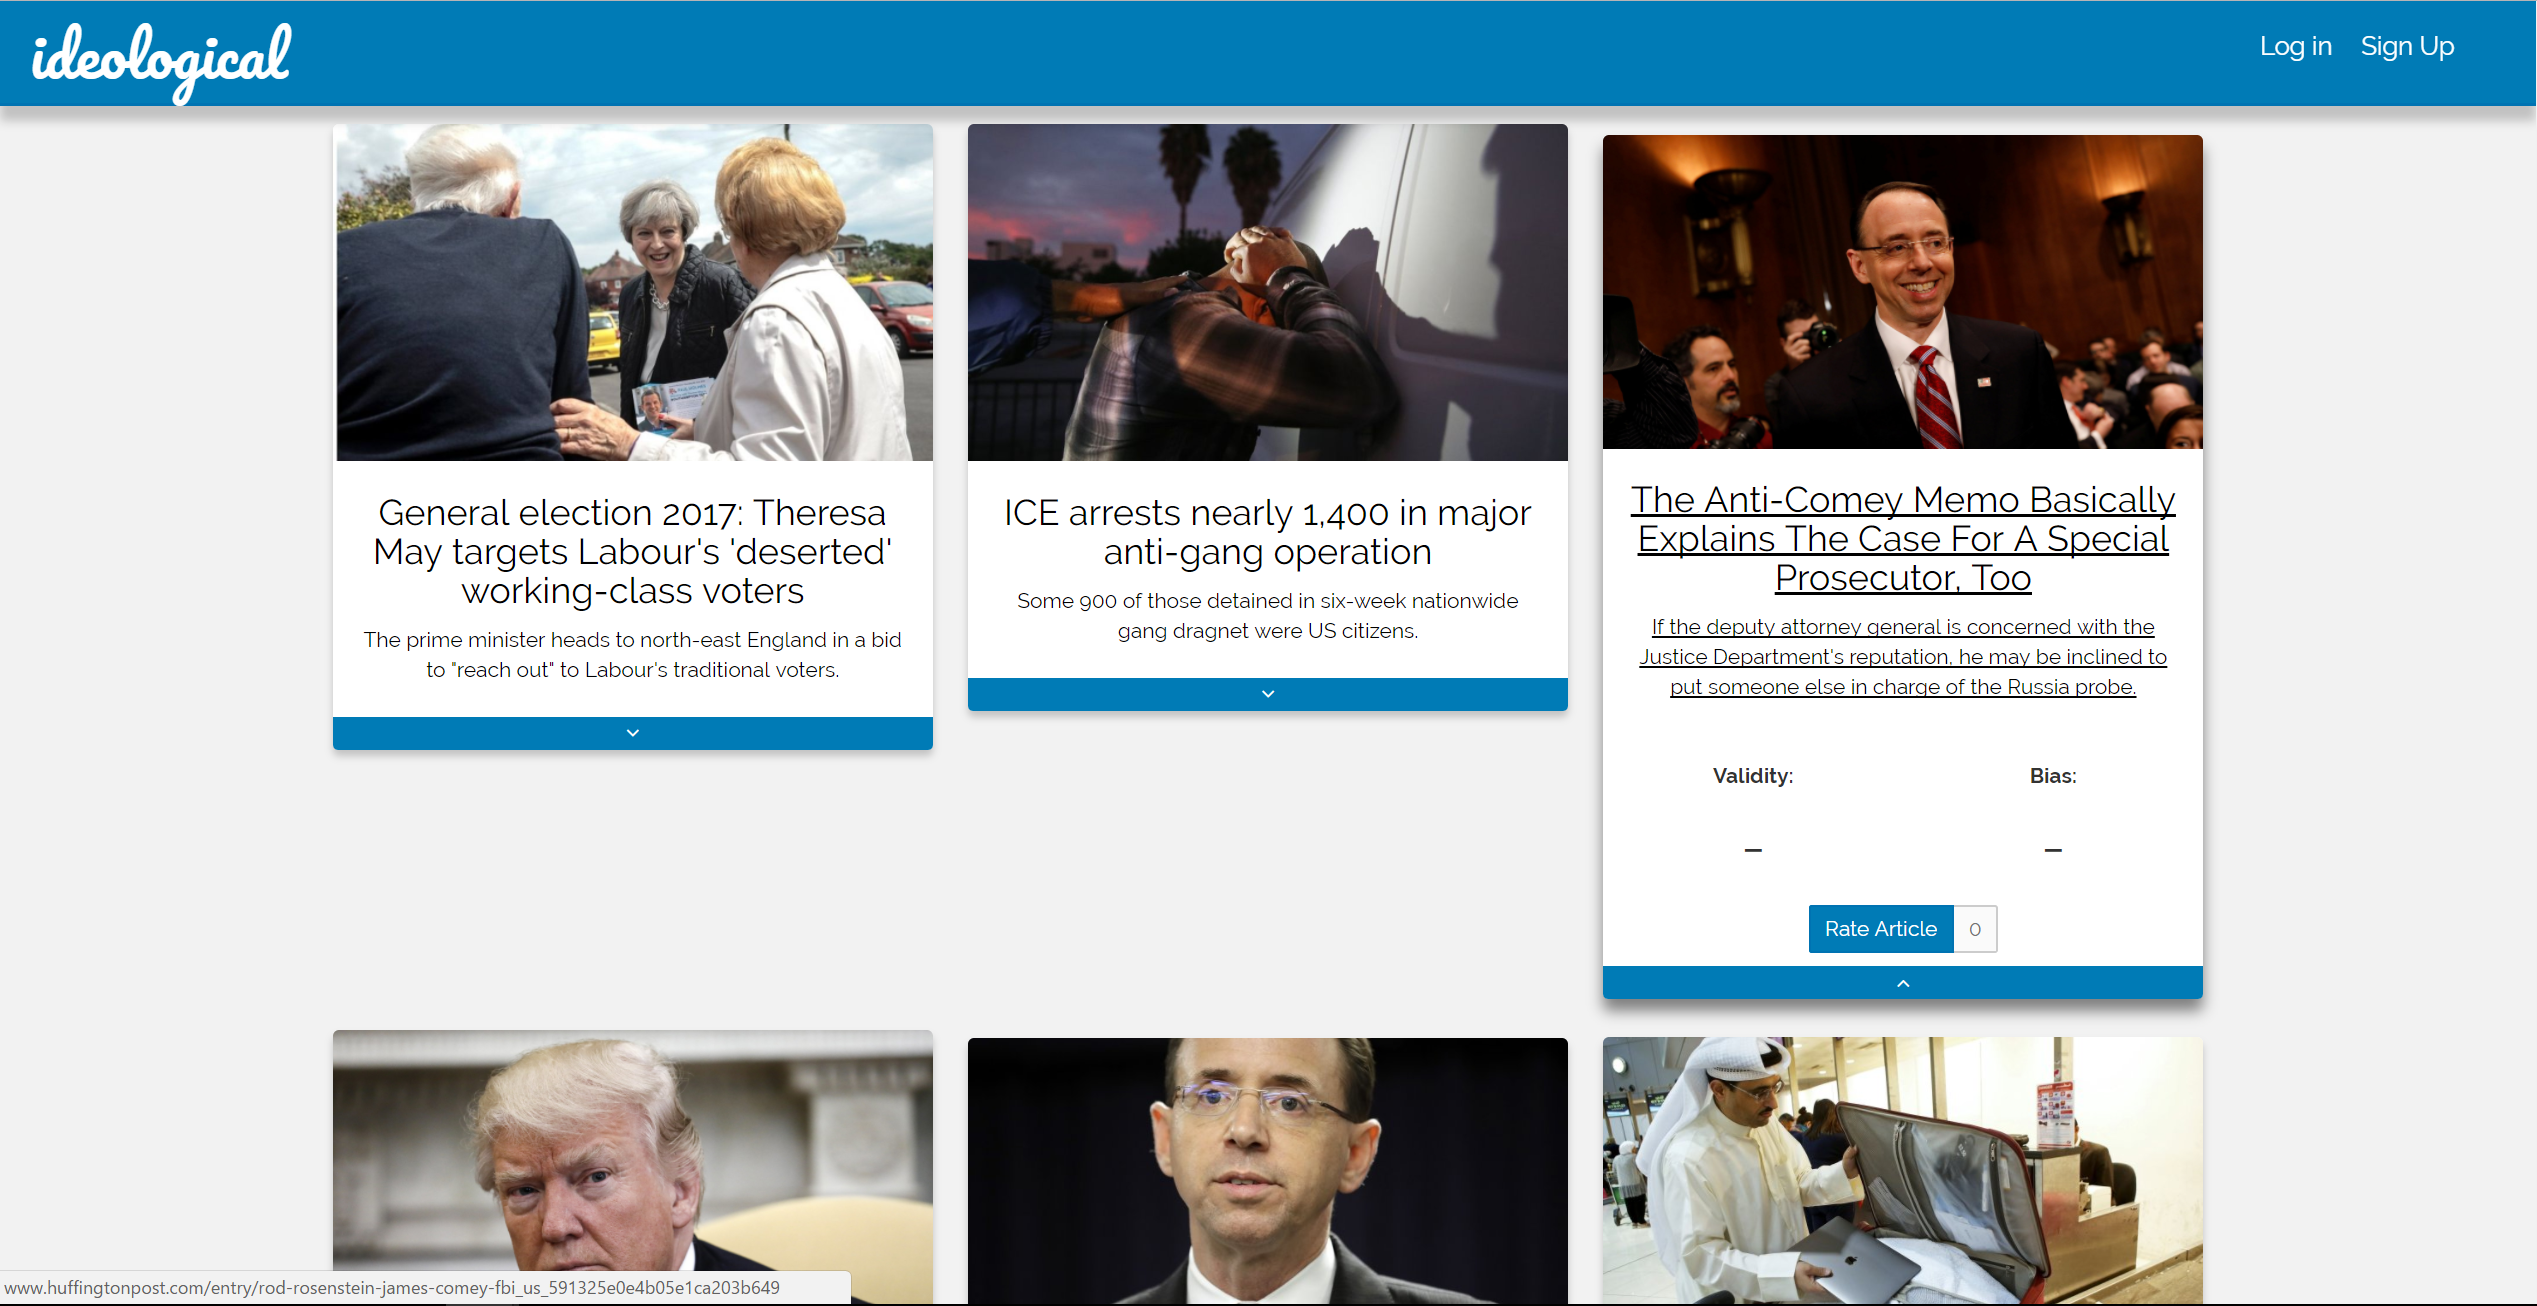 ideological
Log in
Sign Up
General election 2017: Theresa
May targets Labour's 'deserted'
working-class voters
The prime minister heads to north-east England in a bid
to "reach out" to Labour's traditional voters.
ICE arrests nearly 1,400 in major
anti-gang operation
Some 900 of those detained in six-week nationwide
gang dragnet were US citizens.
The Anti-Comey Memo Basically
Explains The Case For A Special
Prosecutor, Too
If the deputy attorney general is concerned with the
Justice Department's reputation, he may be inclined to
put someone else in charge of the Russia probe.
Validity:
Bias:
–
–
Rate Article
0
www.huffingtonpost.com/entry/rod-rosenstein-james-comey-fbi_us_591325e0e4b05e1ca203b649